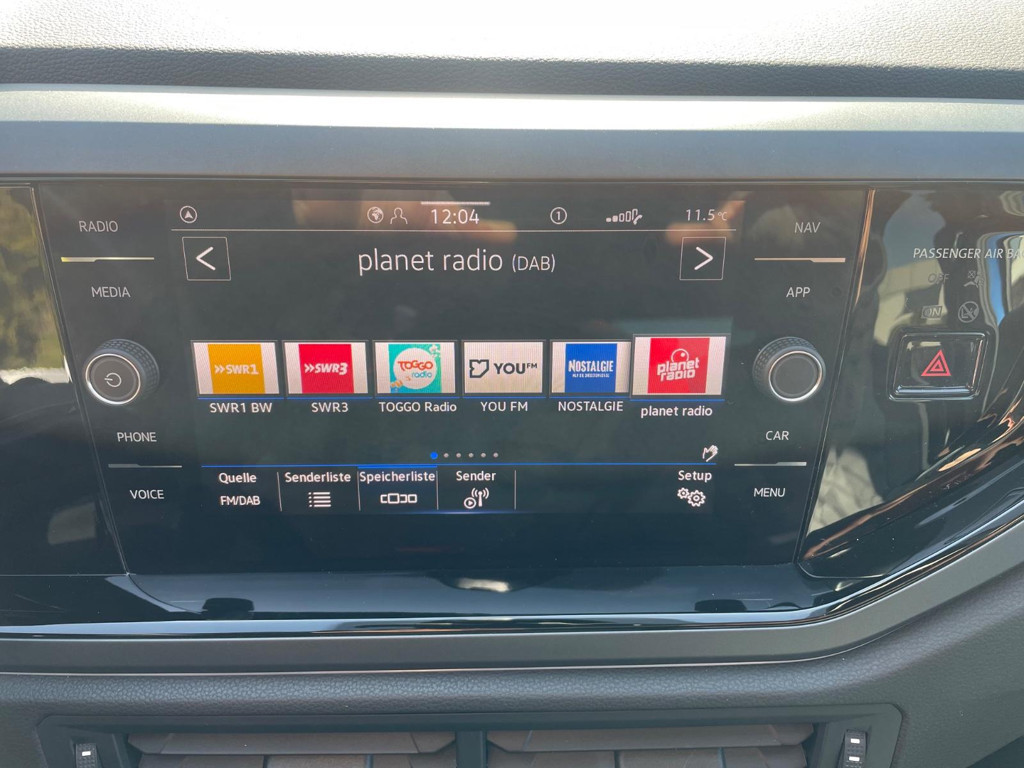 RADIO
MEDIA
PHONE
VOICE
12:04
1
11.5°C
<
planet radio (DAB)
>
»SWR1
»SWR3
TOGGO radio
YOU FM
NOSTALGIE
planet radio
SWR1 BW
SWR3
TOGGO Radio
YOU FM
NOSTALGIE
planet radio
Quelle
Senderliste
Speicherliste
Sender
Setup
FM/DAB
NAV
APP
CAR
MENU
PASSENGER AIR BA
OFF
ON